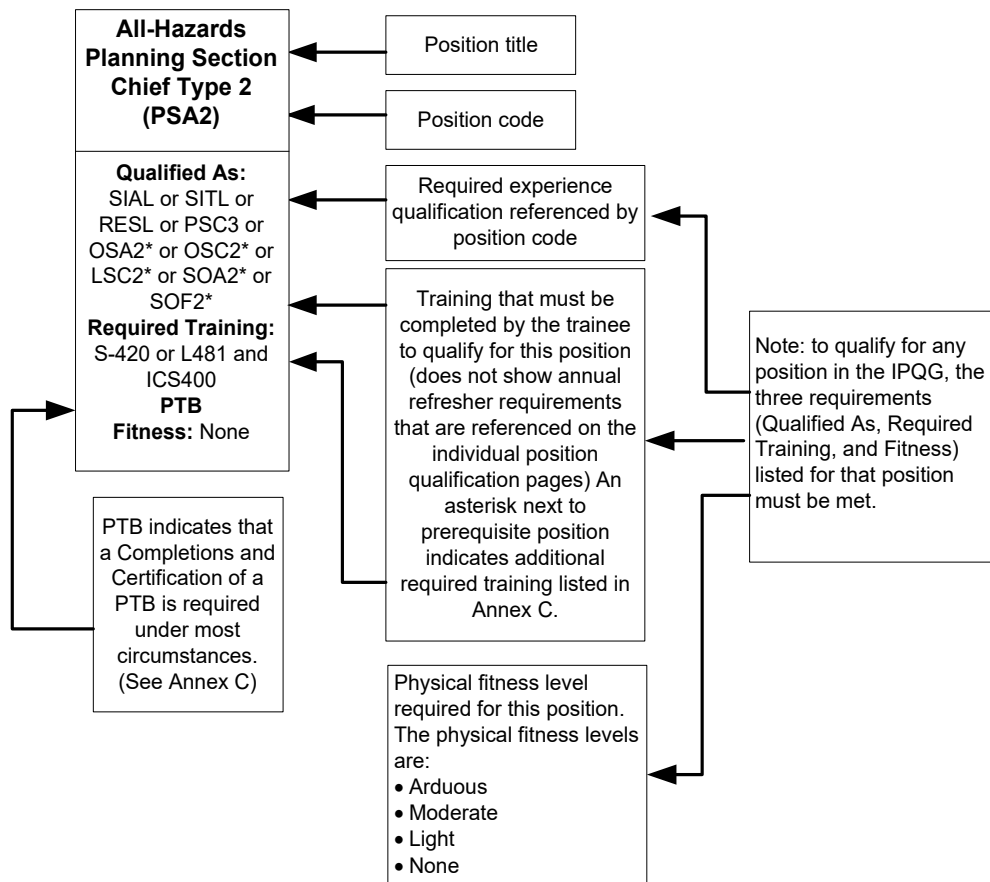 All-Hazards
Planning Section
Chief Type 2
(PSA2)
Qualified As:
SIAL or SITL or
RESL or PSC3 or
OSA2* or OSC2* or
LSC2* or SOA2* or
SOF2*
Required Training:
S-420 or L481 and
ICS400
PTB
Fitness: None
PTB indicates that
a Completions and
Certification of a
PTB is required
under most
circumstances.
(See Annex C)
Position title
Position code
Required experience
qualification referenced by
position code
Training that must be
completed by the trainee
to qualify for this position
(does not show annual
refresher requirements
that are referenced on the
individual position
qualification pages) An
asterisk next to
prerequisite position
indicates additional
required training listed in
Annex C.
Physical fitness level
required for this position.
The physical fitness levels
are:
• Arduous
• Moderate
• Light
• None
Note: to qualify for any
position in the IPQG, the
three requirements
(Qualified As, Required
Training, and Fitness)
listed for that position
must be met.